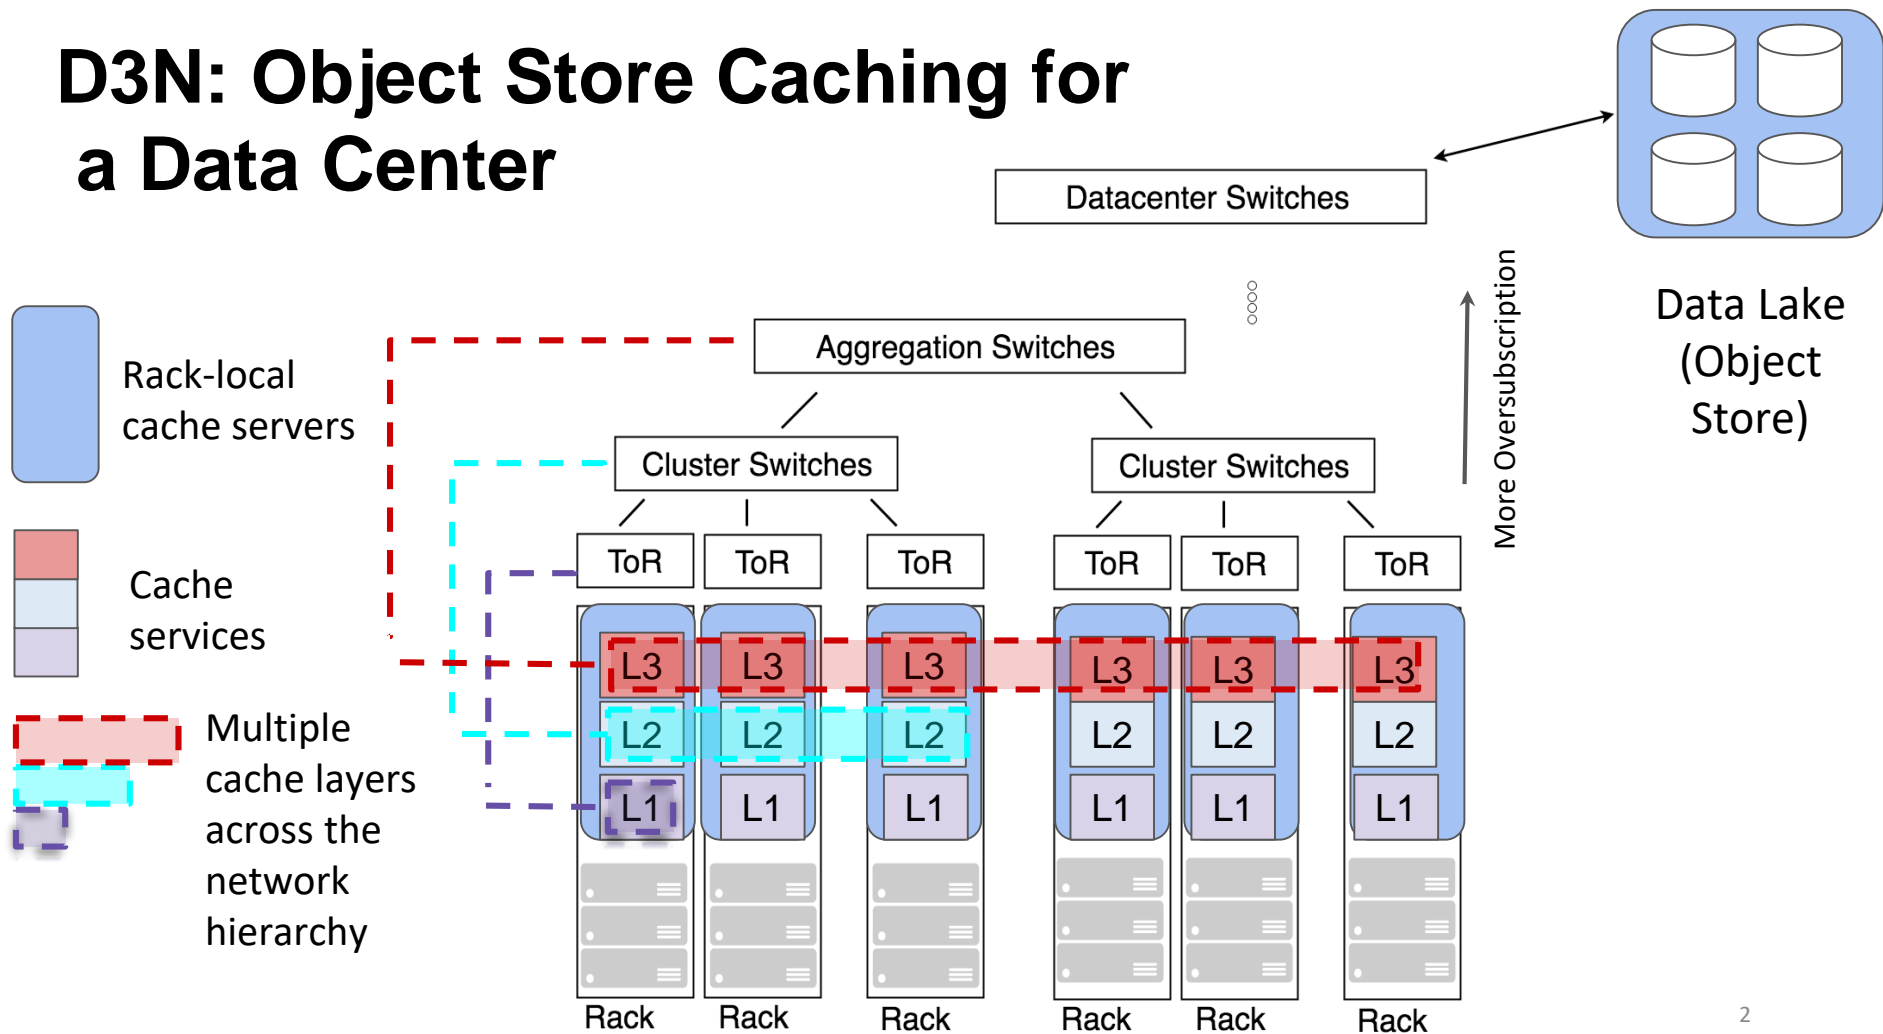 D3N: Object Store Caching for
a Data Center
Datacenter Switches
Data Lake
(Object
Store)
More Oversubscription
Aggregation Switches
Cluster Switches
Cluster Switches
ToR
ToR
ToR
ToR
ToR
ToR
Rack-local
cache servers
Cache
services
Multiple
cache layers
across the
network
hierarchy
L3
L3
L3
L3
L3
L3
L2
L2
L2
L2
L2
L2
L1
L1
L1
L1
L1
L1
Rack
Rack
Rack
Rack
Rack
Rack
2